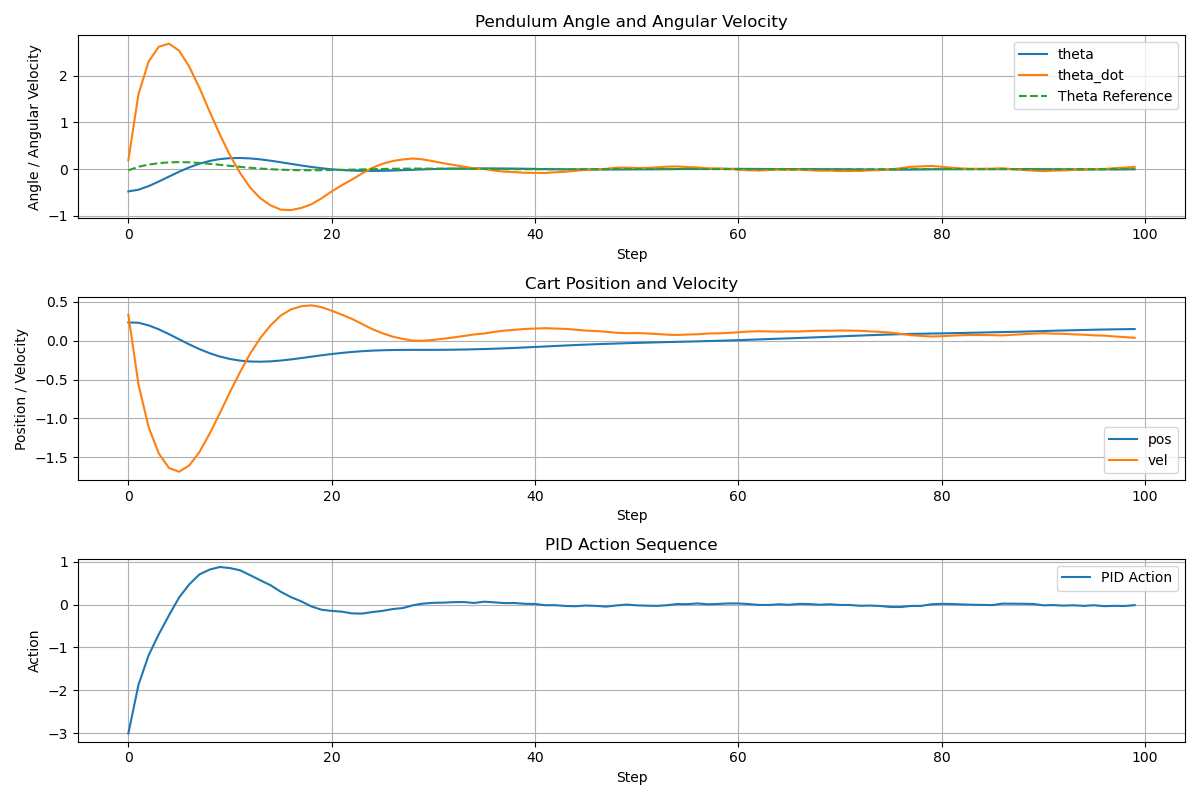 Pendulum Angle and Angular Velocity
Angle / Angular Velocity
2
1
0
−1
theta
theta_dot
Theta Reference
0 20 40 60 80 100
Step
Cart Position and Velocity
Position / Velocity
0.5
0.0
−0.5
−1.0
−1.5
pos
vel
0 20 40 60 80 100
Step
PID Action Sequence
Action
1
0
−1
−2
−3
PID Action
0 20 40 60 80 100
Step